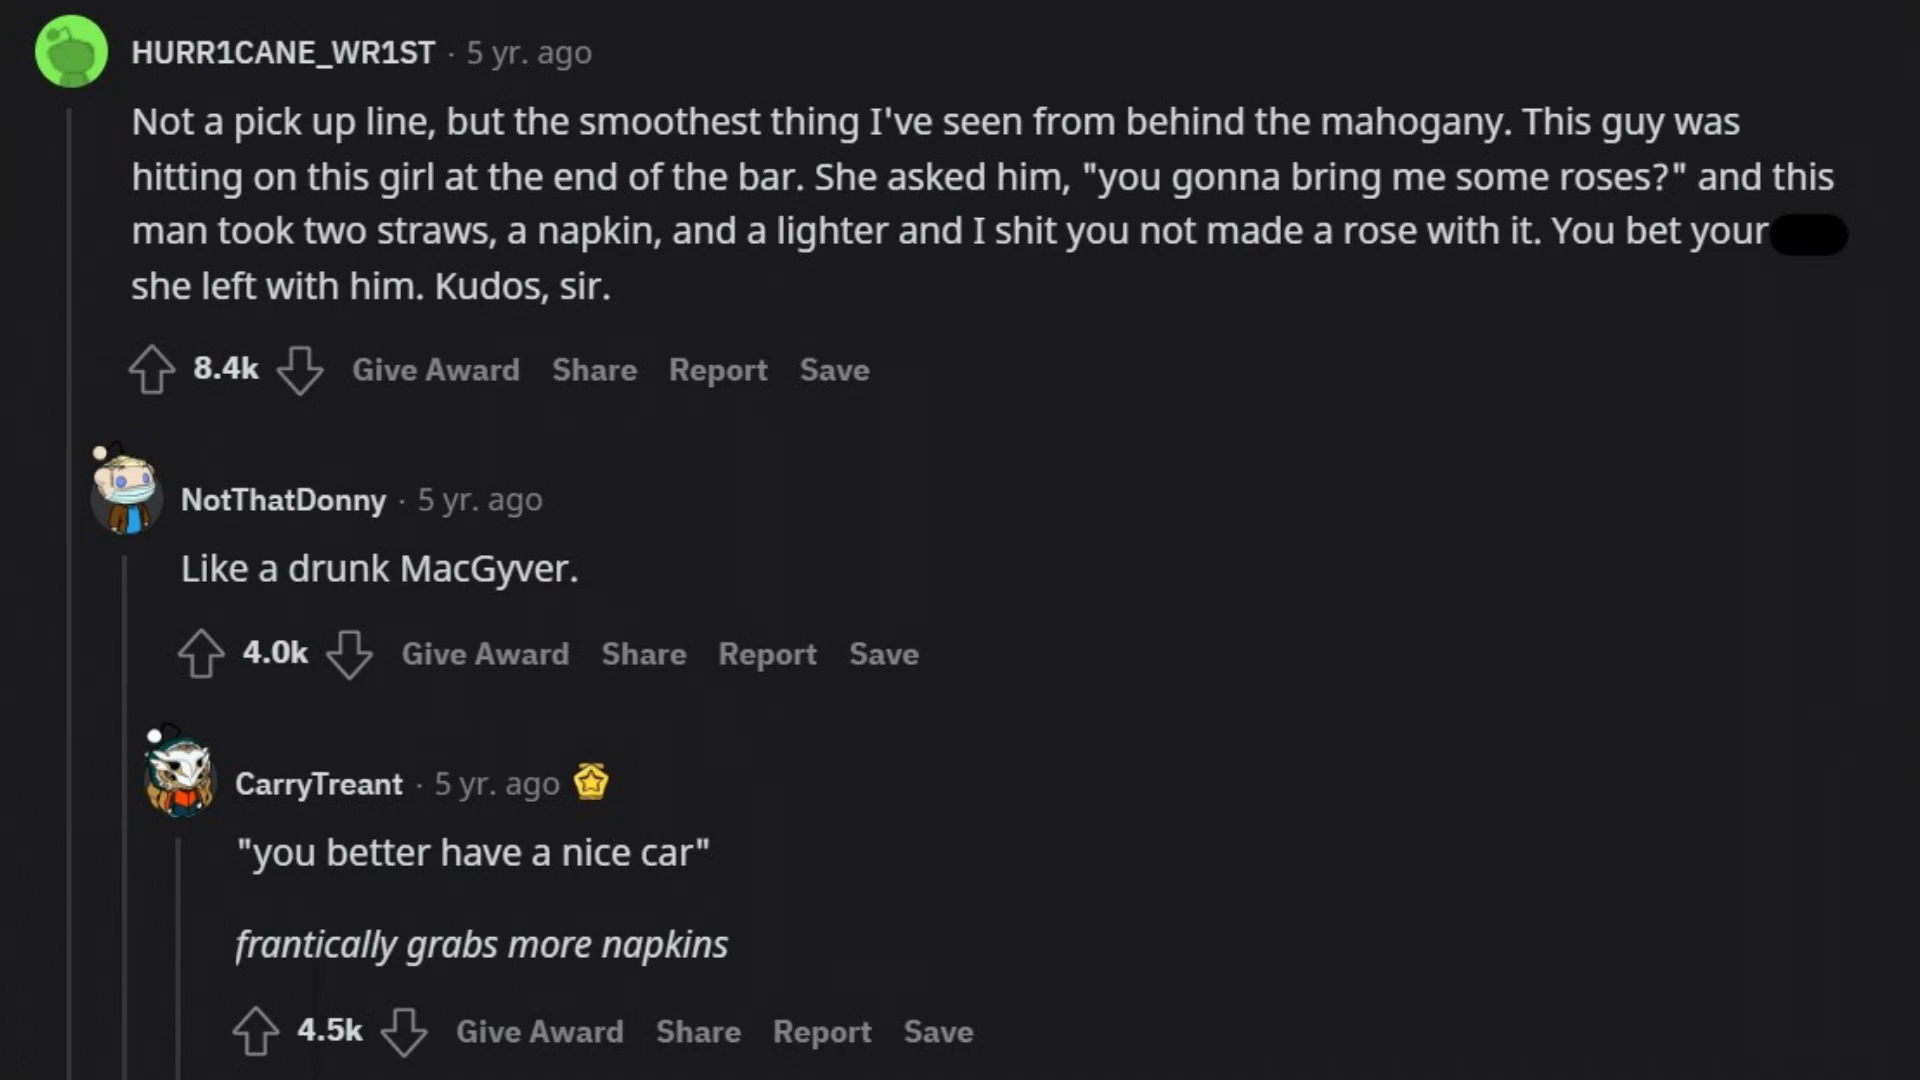 HURR1CANE_WR1ST · 5 yr. ago
Not a pick up line, but the smoothest thing I've seen from behind the mahogany. This guy was
hitting on this girl at the end of the bar. She asked him, "you gonna bring me some roses?" and this
man took two straws, a napkin, and a lighter and I shit you not made a rose with it. You bet your
she left with him. Kudos, sir.
8.4k Give Award Share Report Save
NotThatDonny · 5 yr. ago
Like a drunk MacGyver.
4.0k Give Award Share Report Save
CarryTreant · 5 yr. ago
"you better have a nice car"
frantically grabs more napkins
4.5k Give Award Share Report Save